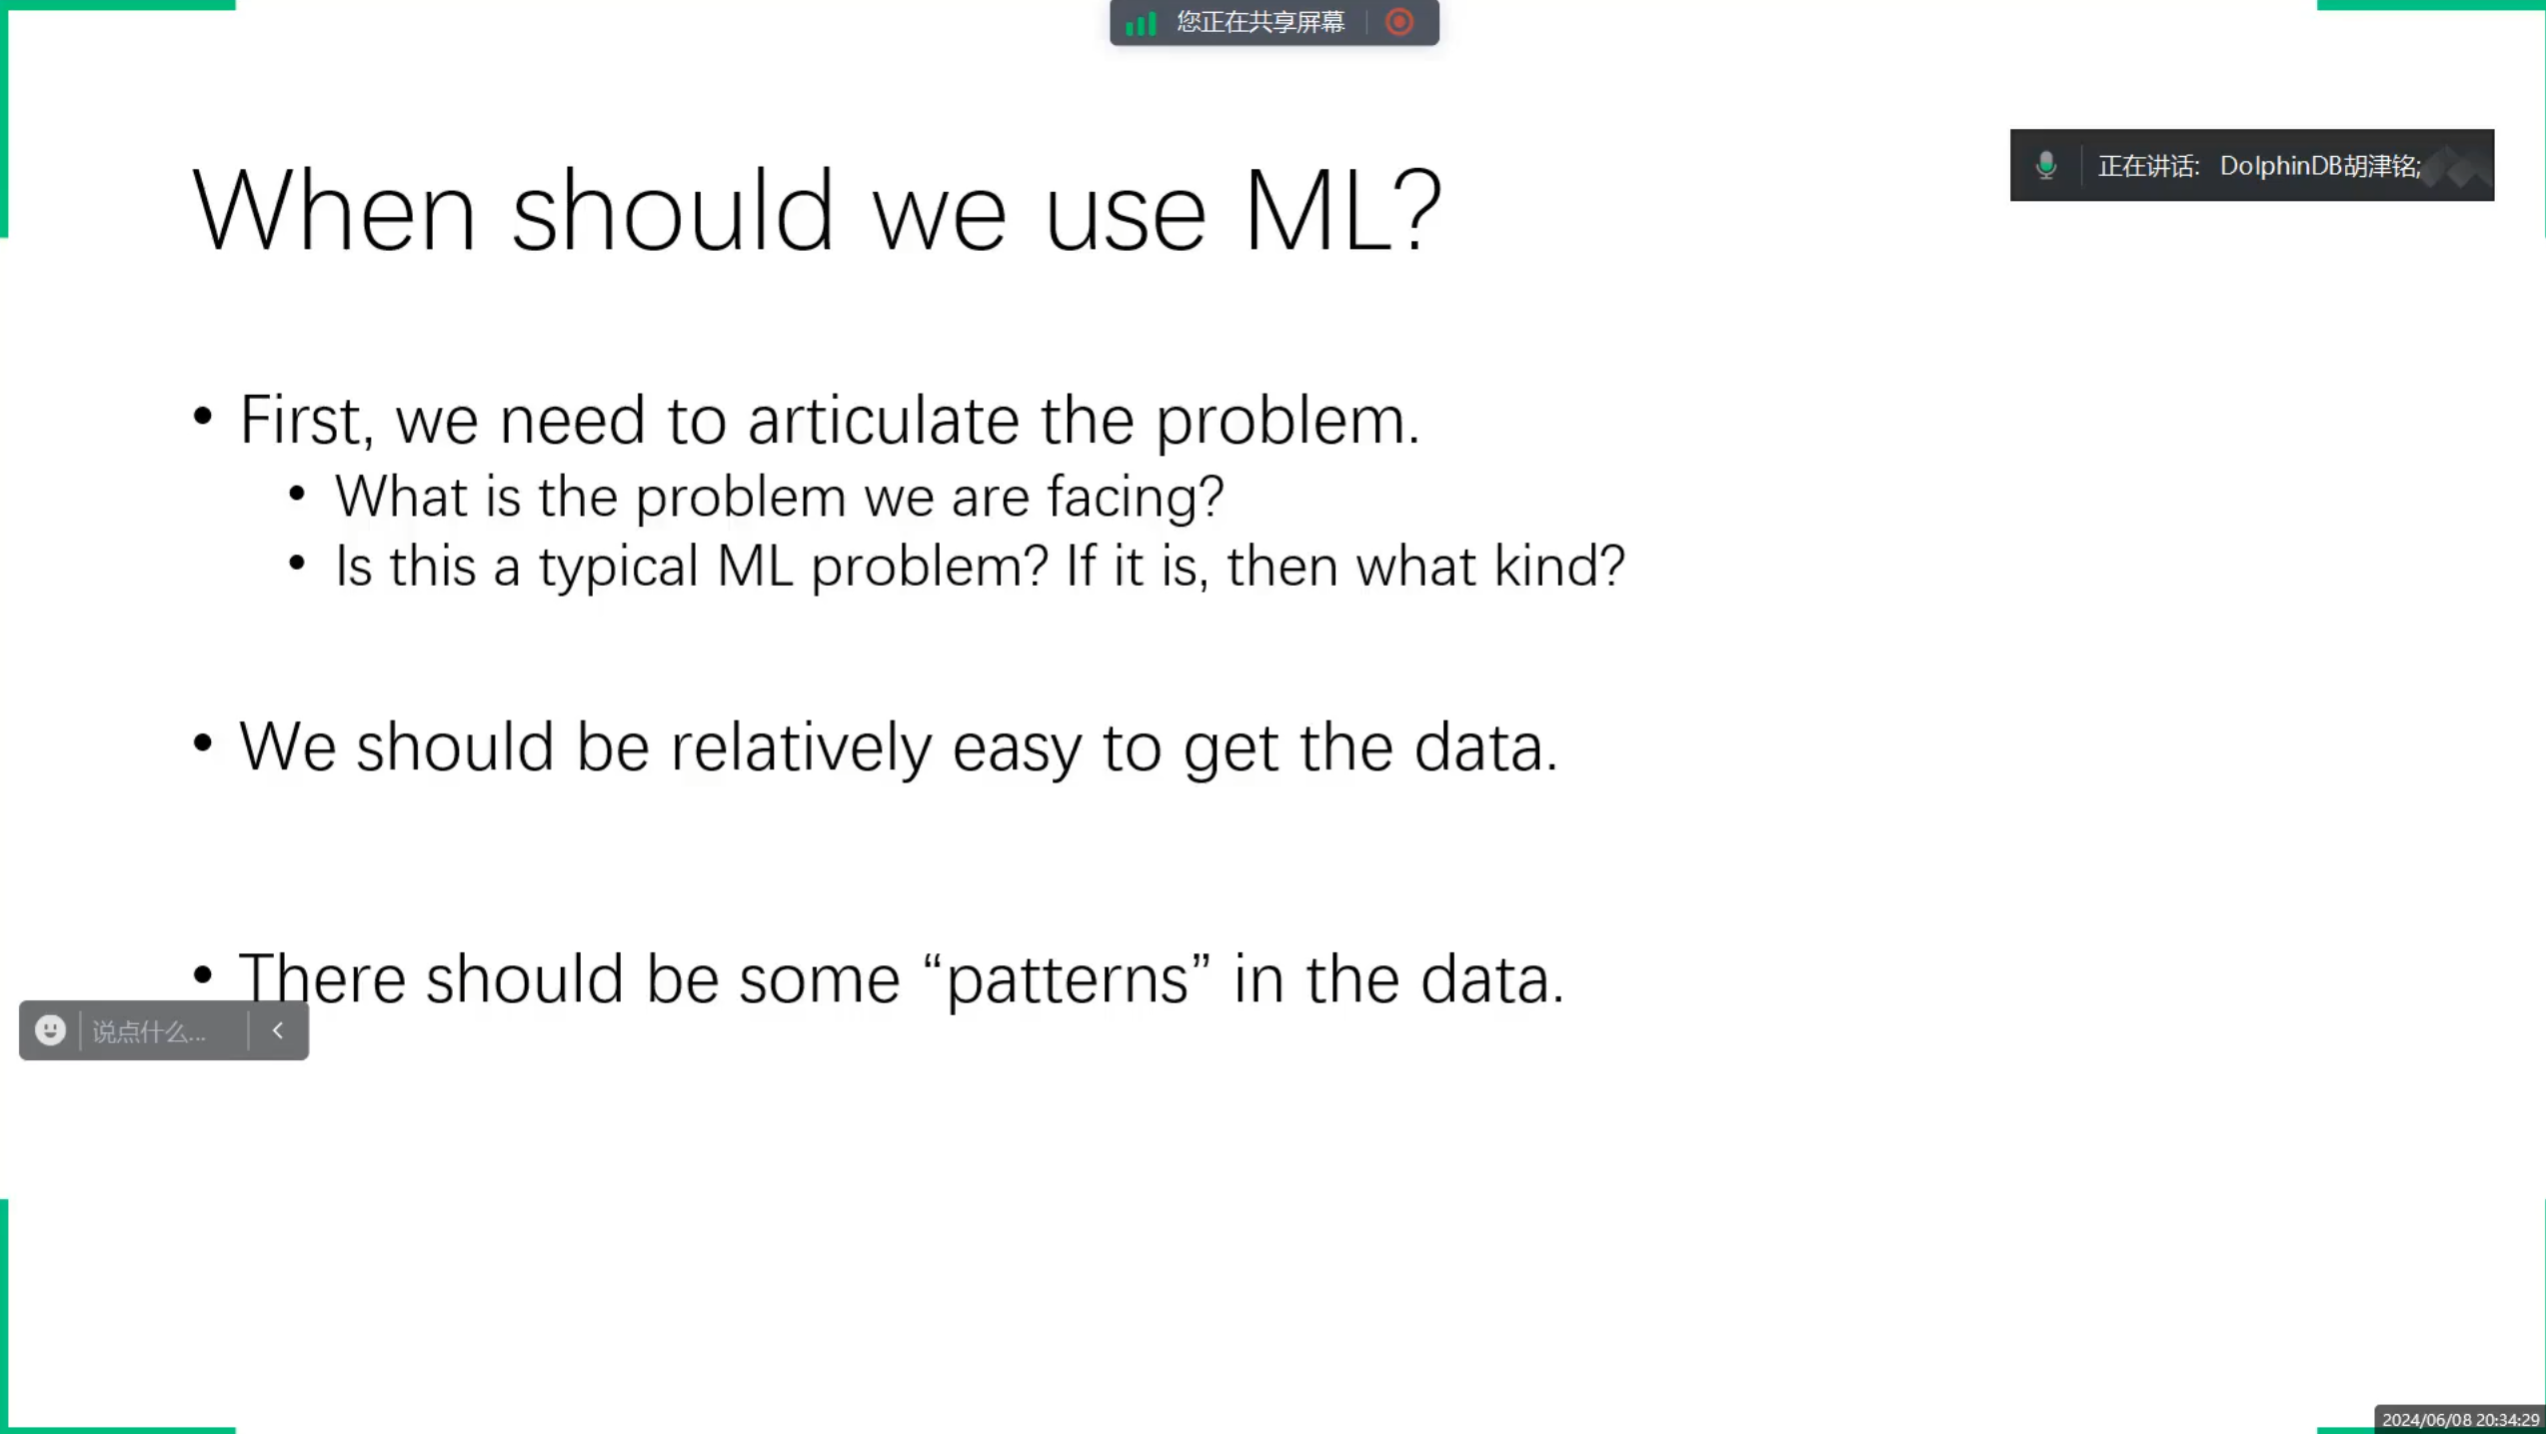 您正在共享屏幕
正在讲话: DolphinDB胡津铭;
When should we use ML?
• First, we need to articulate the problem.
• What is the problem we are facing?
• Is this a typical ML problem? If it is, then what kind?
• We should be relatively easy to get the data.
• There should be some “patterns” in the data.
说点什么...
2024/06/08 20:34:29